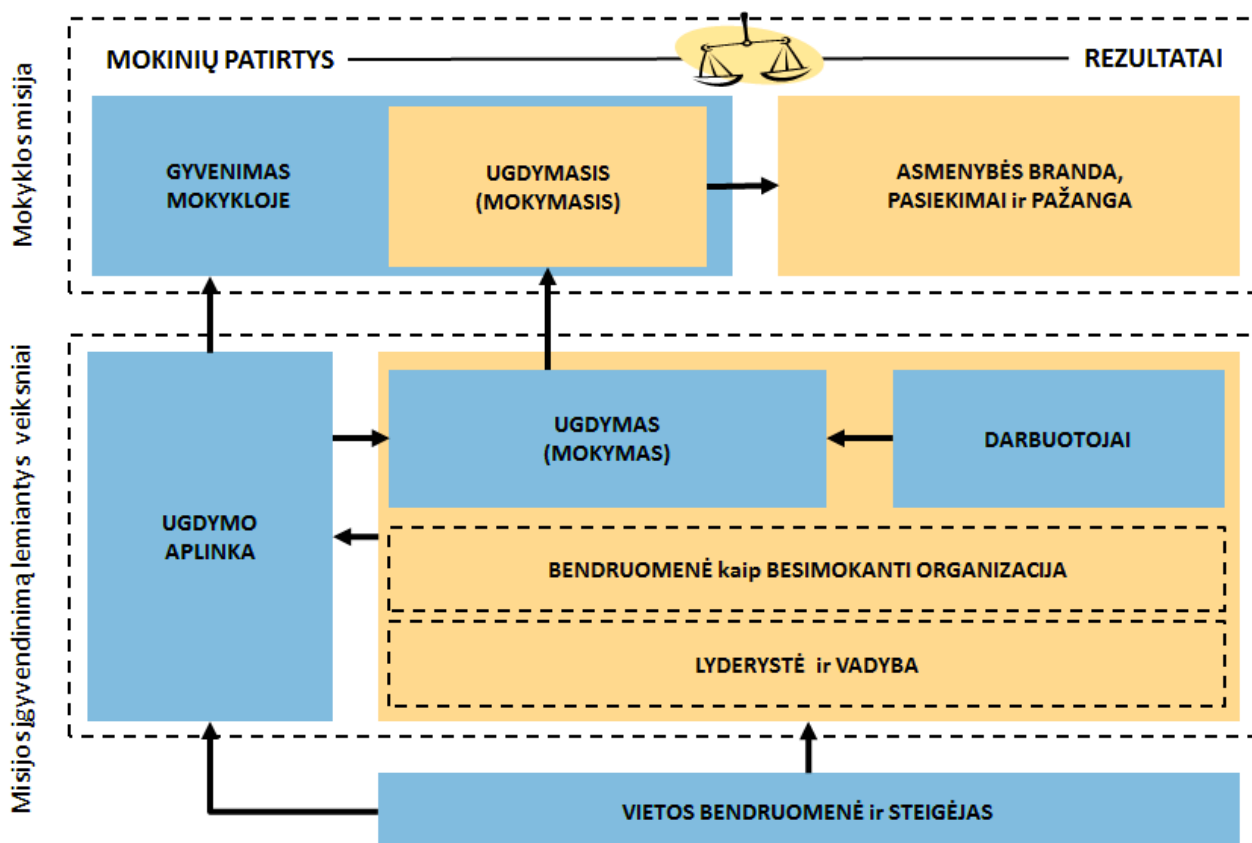 MOKINIŲ PATIRTYS
REZULTATAI
Mokyklos misija
GYVENIMAS
MOKYKLOJE
UGDYMASIS
(MOKYMASIS)
ASMENYBĖS BRANDA,
PASIEKIMAI ir PAŽANGA
Misijos įgyvendinimą lemiantys veiksniai
UGDYMO
APLINKA
UGDYMAS
(MOKYMAS)
DARBUOTOJAI
BENDRUOMENĖ kaip BESIMOKANTI ORGANIZACIJA
LYDERYSTĖ ir VADYBA
VIETOS BENDRUOMENĖ ir STEIGĖJAS